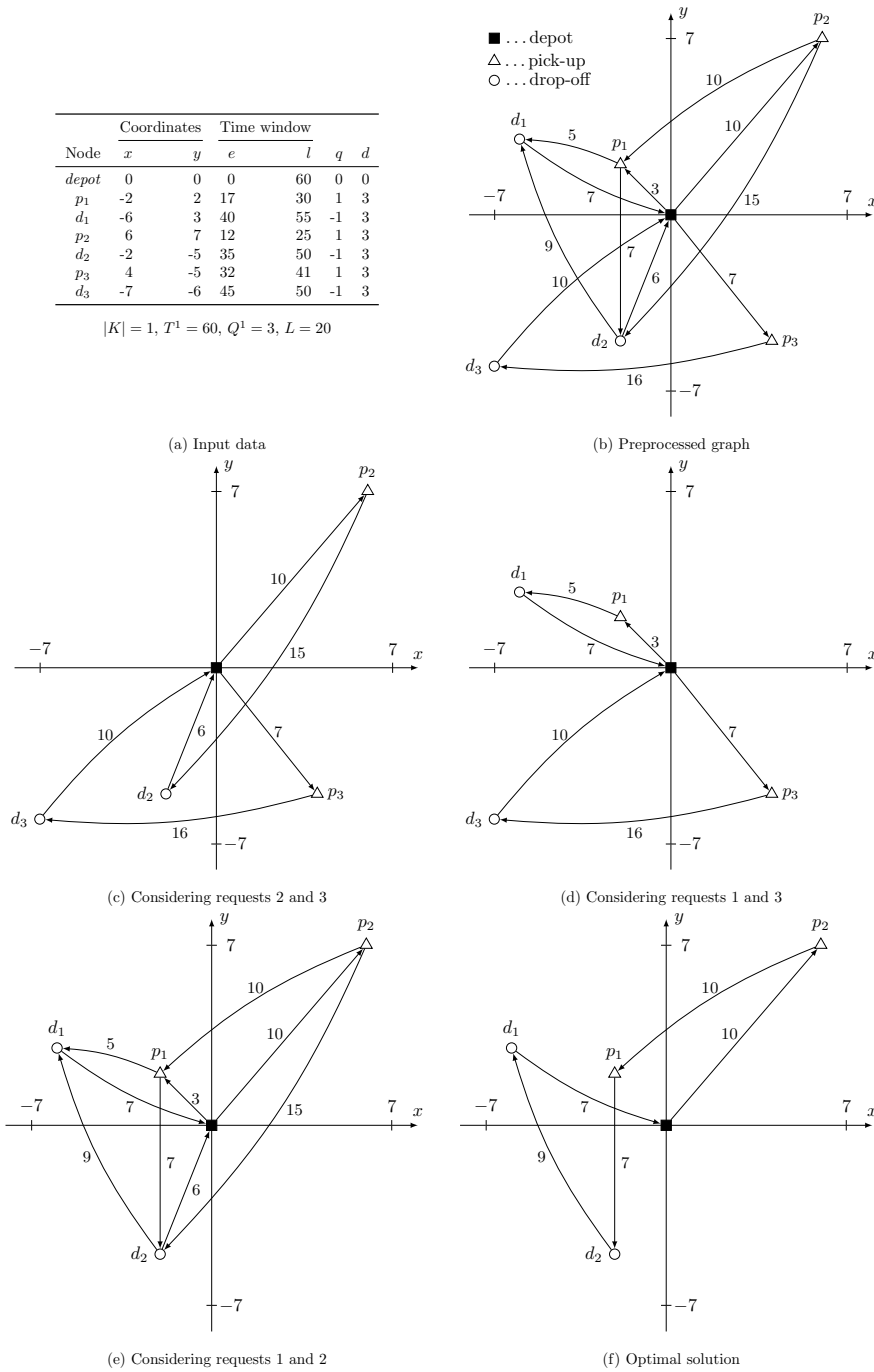 Coordinates Time window
Node x y e l q d
depot 0 0 0 60 0 0
p1 -2 2 17 30 1 3
d1 -6 3 40 55 -1 3
p2 6 7 12 25 1 3
d2 -2 -5 35 50 -1 3
p3 4 -5 32 41 1 3
d3 -7 -6 45 50 -1 3
|K| = 1, T¹ = 60, Q¹ = 3, L = 20
(a) Input data
...depot
...pick-up
...drop-off
y
p2
7
10
d1
p1
5
10
3
−7
7
15
7
x
9
7
6
7
10
d2
p3
d3
16
−7
(b) Preprocessed graph
y
p2
7
10
−7
15
7
x
10
6
7
d2
p3
d3
16
−7
(c) Considering requests 2 and 3
y
7
d1
5
p1
−7
7
3
7
x
10
7
p3
d3
16
−7
(d) Considering requests 1 and 3
y
p2
7
10
d1
5
p1
10
−7
7
3
15
7
x
9
7
6
d2
−7
(e) Considering requests 1 and 2
y
p2
7
10
d1
p1
10
−7
7
7
x
9
7
d2
−7
(f) Optimal solution